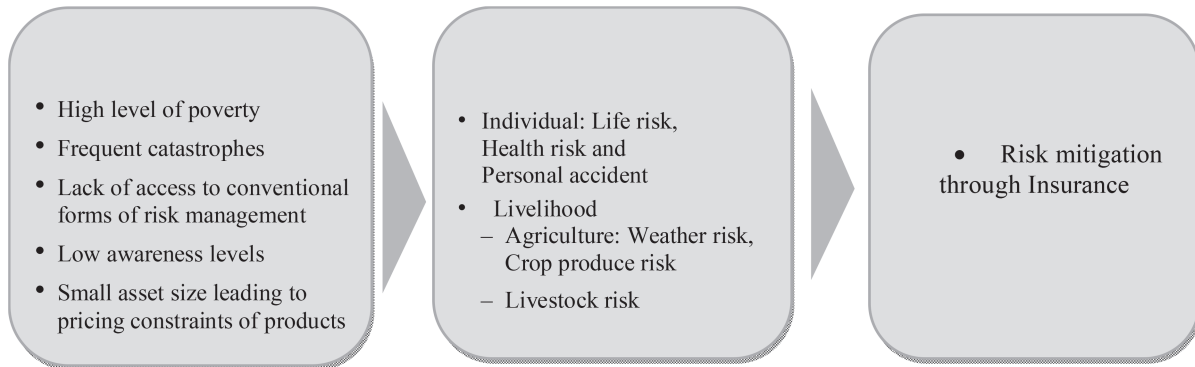 • High level of poverty
• Frequent catastrophes
• Lack of access to conventional
forms of risk management
• Low awareness levels
• Small asset size leading to
pricing constraints of products
• Individual: Life risk,
Health risk and
Personal accident
• Livelihood
– Agriculture: Weather risk,
Crop produce risk
– Livestock risk
• Risk mitigation
through Insurance